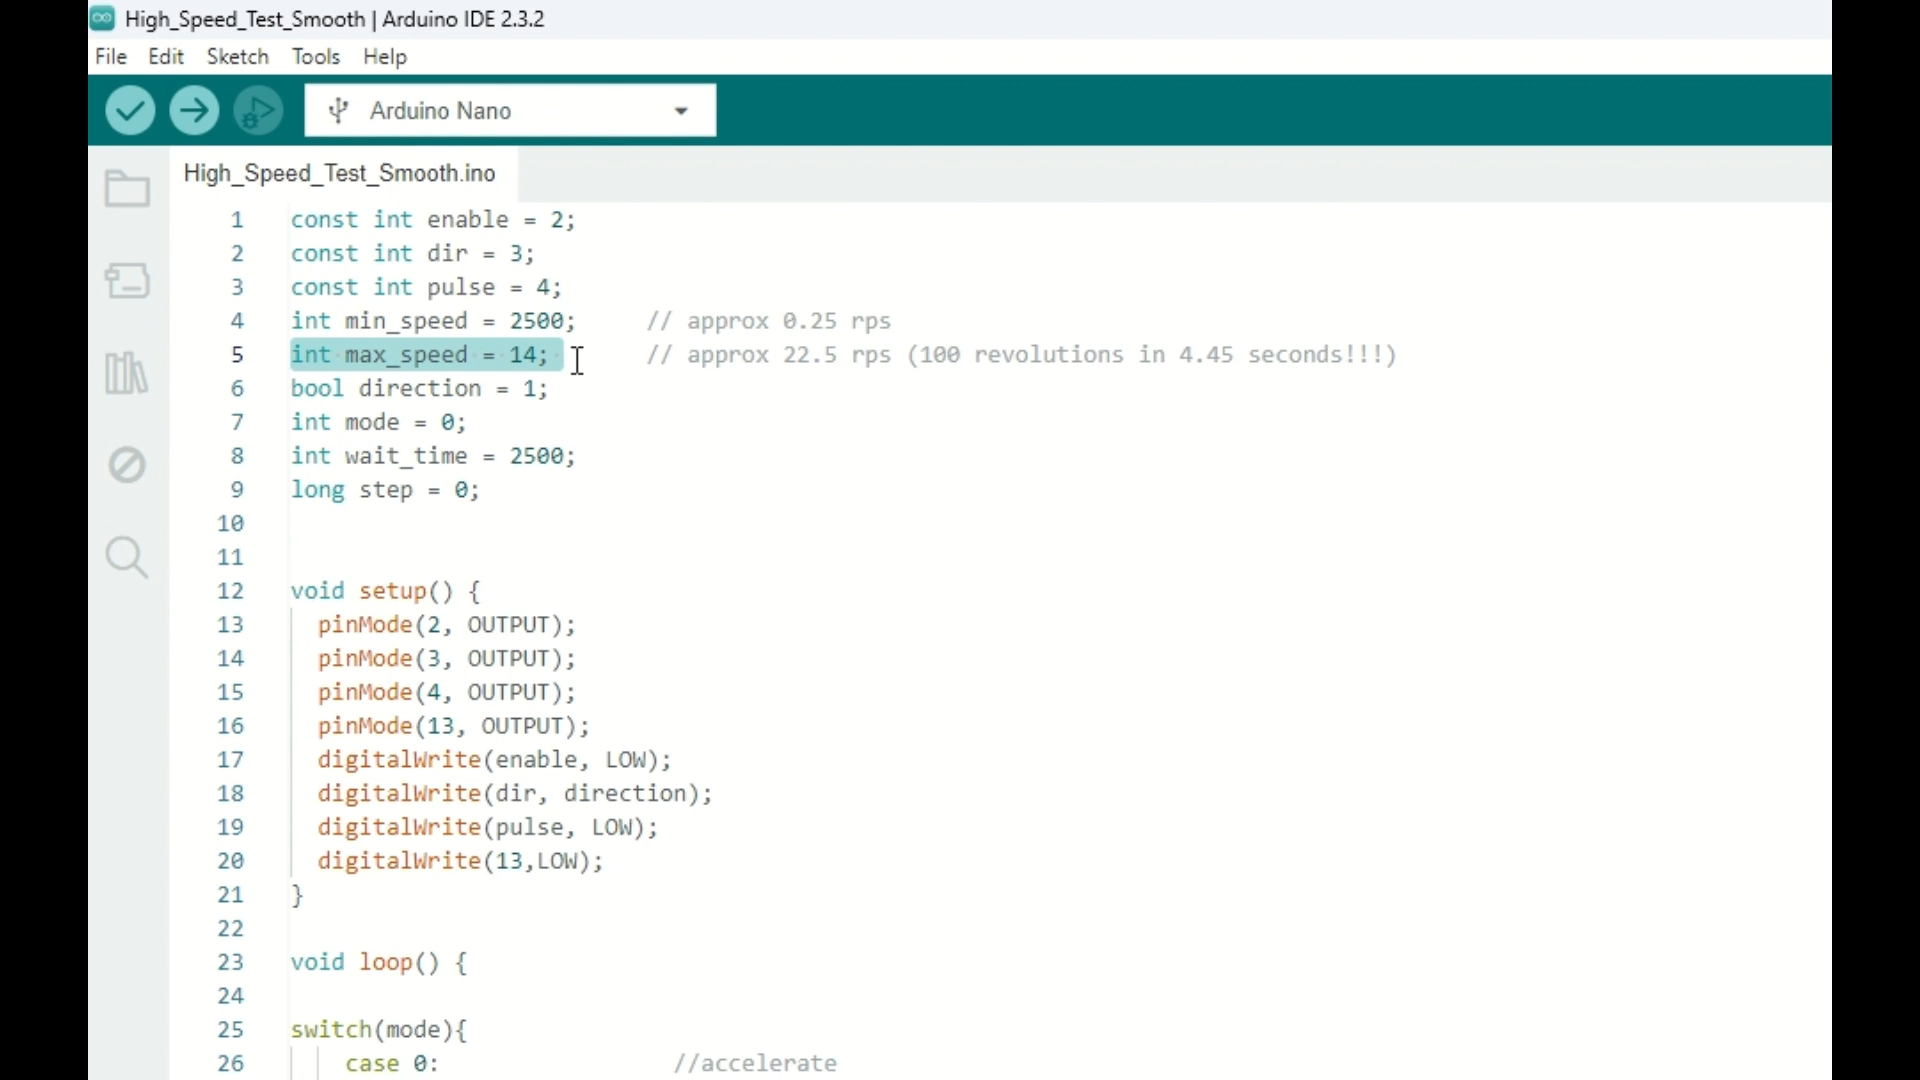 High_Speed_Test_Smooth | Arduino IDE 2.3.2
File Edit Sketch Tools Help
Arduino Nano
High_Speed_Test_Smooth.ino
1 const int enable = 2;
2 const int dir = 3;
3 const int pulse = 4;
4 int min_speed = 2500; // approx 0.25 rps
5 int max_speed = 14; // approx 22.5 rps (100 revolutions in 4.45 seconds!!!)
6 bool direction = 1;
7 int mode = 0;
8 int wait_time = 2500;
9 long step = 0;
10
11
12 void setup() {
13 pinMode(2, OUTPUT);
14 pinMode(3, OUTPUT);
15 pinMode(4, OUTPUT);
16 pinMode(13, OUTPUT);
17 digitalWrite(enable, LOW);
18 digitalWrite(dir, direction);
19 digitalWrite(pulse, LOW);
20 digitalWrite(13,LOW);
21 }
22
23 void loop() {
24
25 switch(mode){
26 case 0: //accelerate